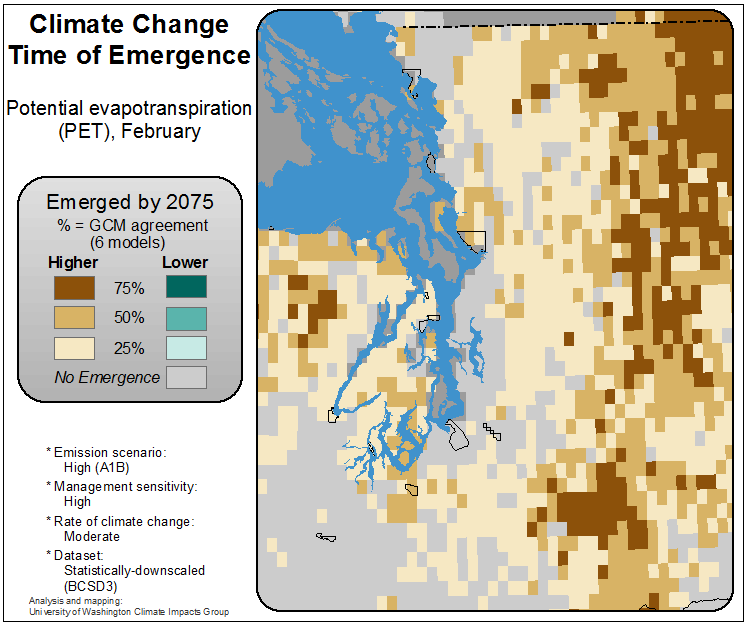 Climate Change
Time of Emergence
Potential evapotranspiration
(PET), February
Emerged by 2075
% = GCM agreement
(6 models)
Higher Lower
75%
50%
25%
No Emergence
* Emission scenario:
High (A1B)
* Management sensitivity:
High
* Rate of climate change:
Moderate
* Dataset:
Statistically-downscaled
(BCSD3)
Analysis and mapping:
University of Washington Climate Impacts Group